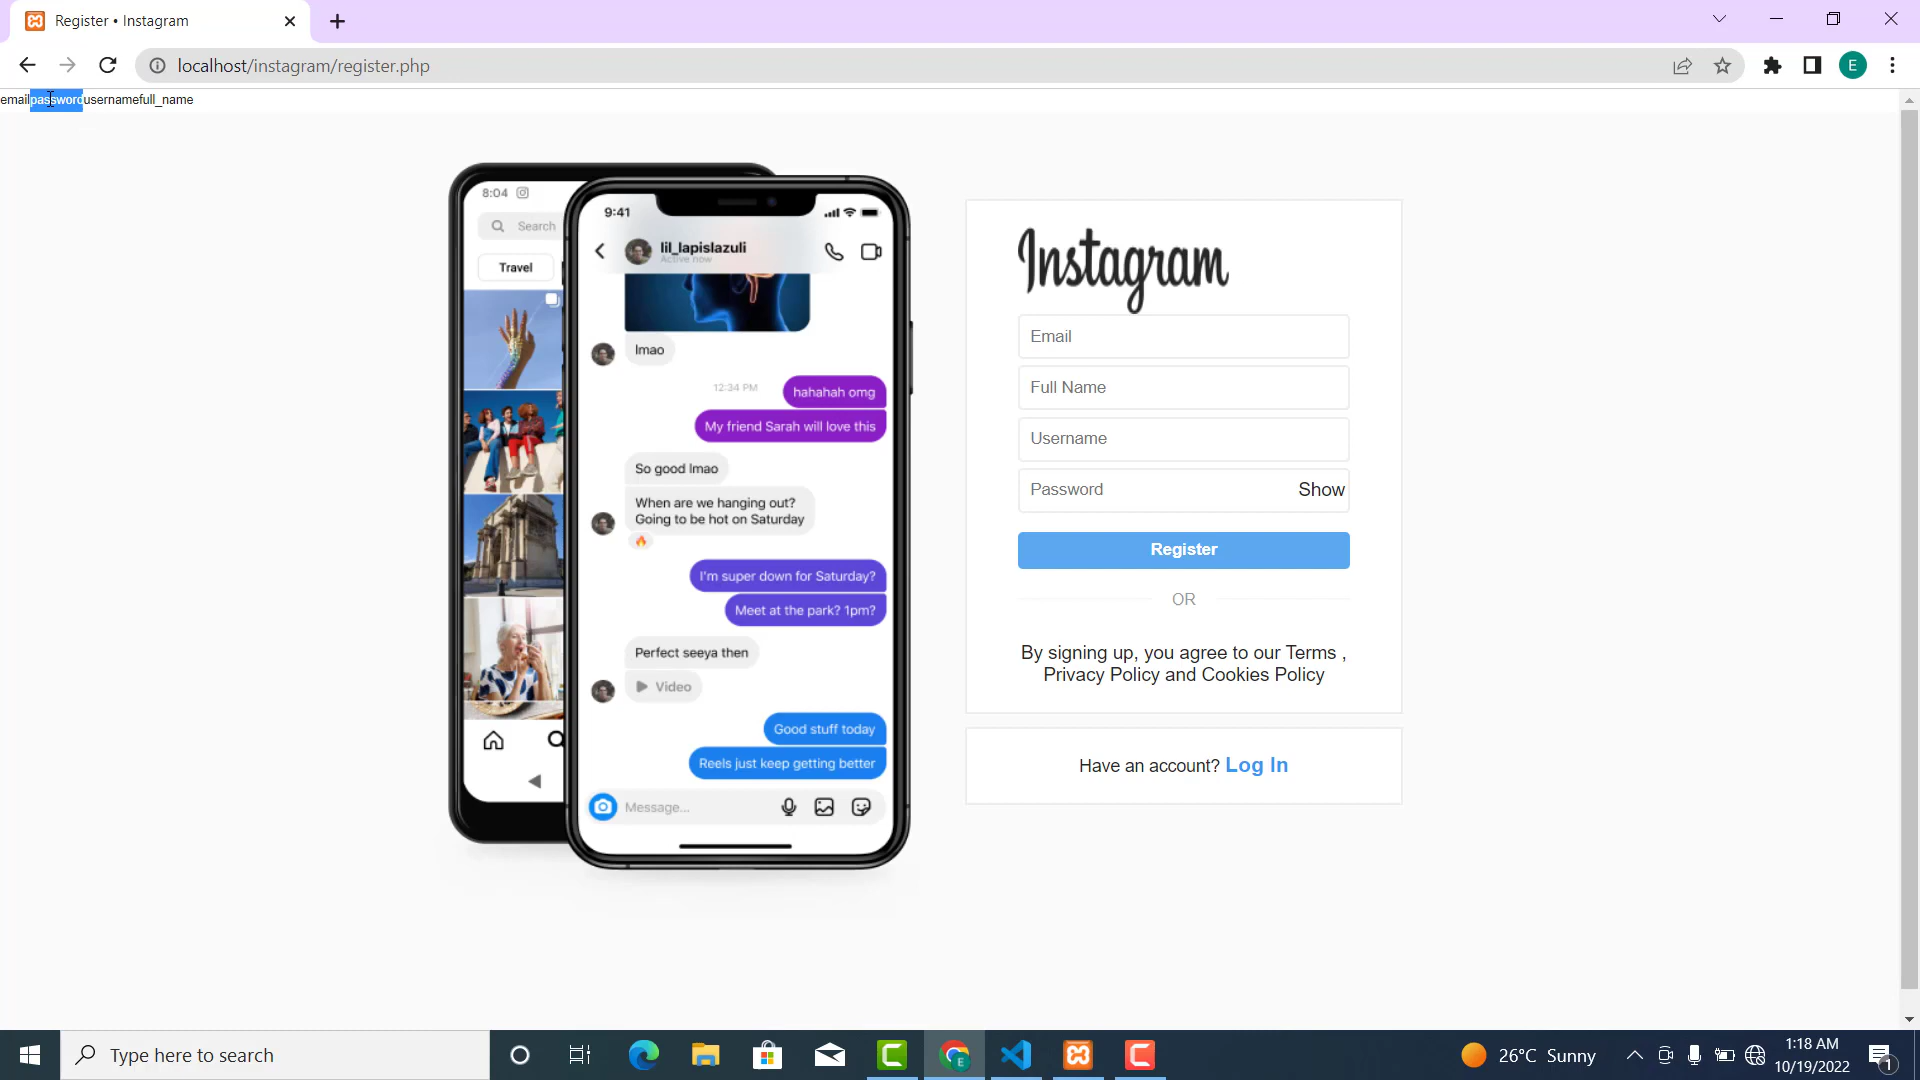 Register • Instagram
localhost/instagram/register.php
E
emailpasswordusernamefull_name
8:04
Search
Travel
9:41
lil_lapislazuli
Active now
lmao
12:34 PM
hahahah omg
My friend Sarah will love this
So good lmao
When are we hanging out?
Going to be hot on Saturday
I'm super down for Saturday?
Meet at the park? 1pm?
Perfect seeya then
Video
Good stuff today
Reels just keep getting better
Message...
Instagram
Email
Full Name
Username
Password Show
Register
OR
By signing up, you agree to our Terms ,
Privacy Policy and Cookies Policy
Have an account? Log In
Type here to search
E
26°C Sunny
1:18 AM
10/19/2022
1